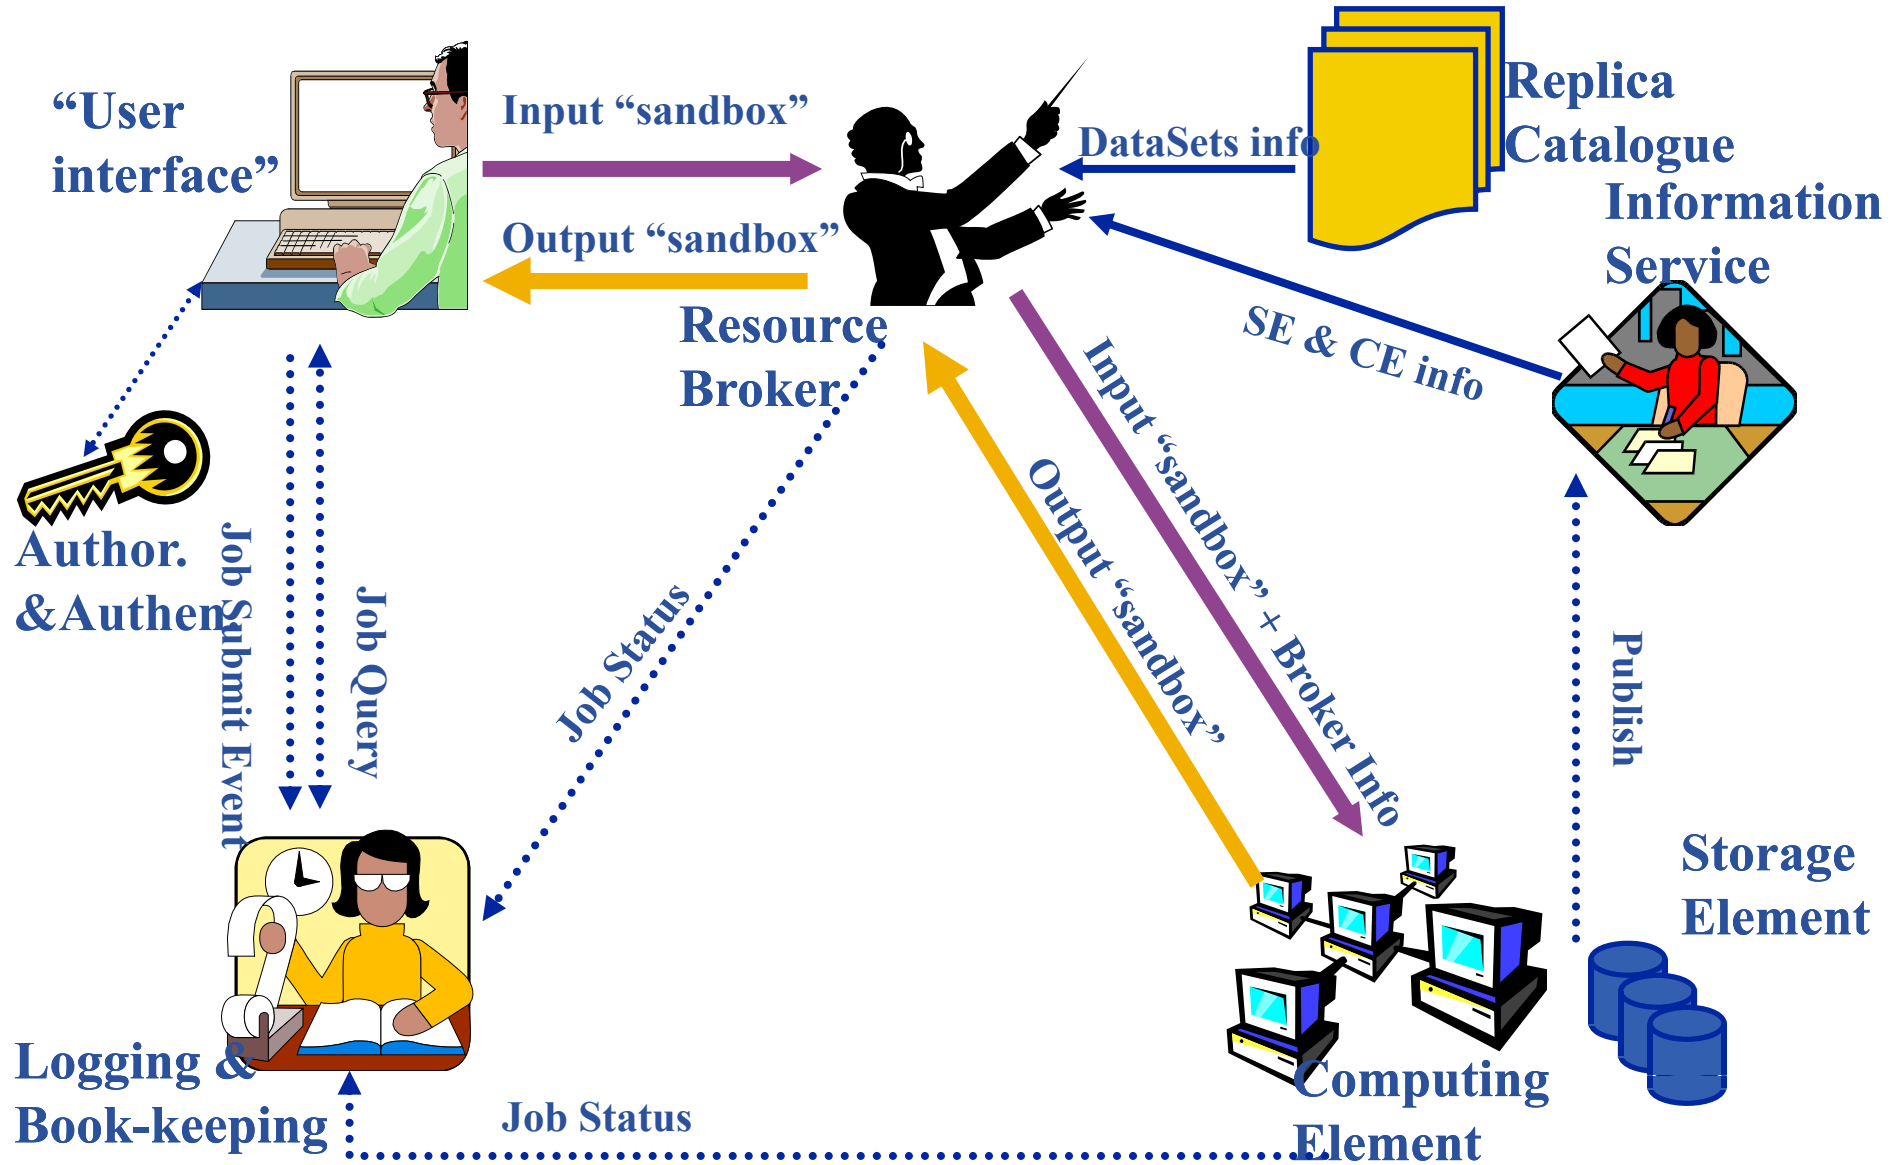 “User
interface”
Input “sandbox”
Output “sandbox”
Resource
Broker
DataSets info
Replica
Catalogue
Information
Service
SE & CE info
Author.
&Authen.
Job Submit Event
Job Query
Job Status
Input “sandbox” + Broker Info
Output “sandbox”
Publish
Storage
Element
Logging &
Book-keeping
Job Status
Computing
Element